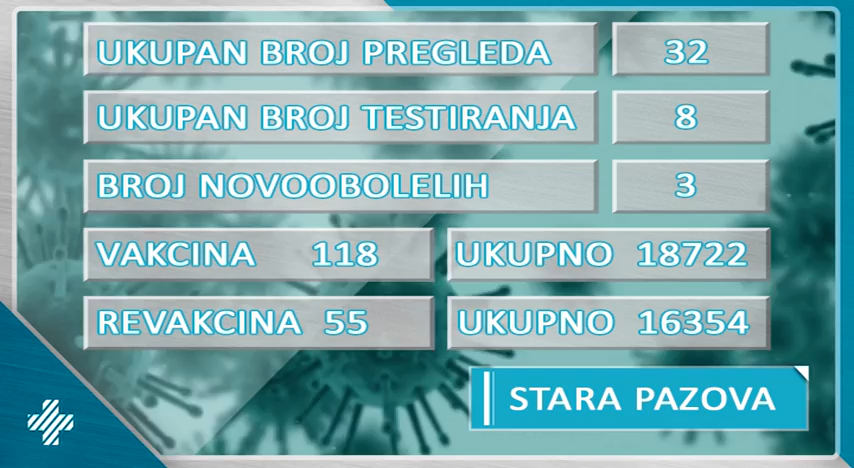 UKUPAN BROJ PREGLEDA 32
UKUPAN BROJ TESTIRANJA 8
BROJ NOVOOBOLELIH 3
VAKCINA 118 UKUPNO 18722
REVAKCINA 55 UKUPNO 16354
STARA PAZOVA